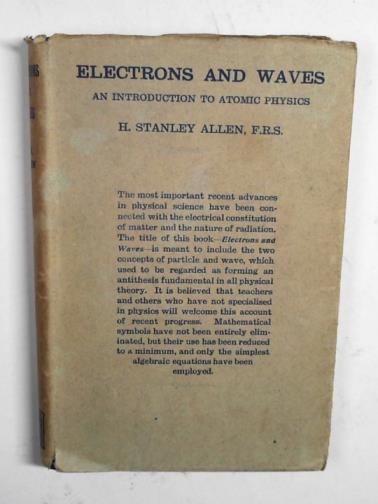 ELECTRONS AND WAVES
AN INTRODUCTION TO ATOMIC PHYSICS
H. STANLEY ALLEN, F.R.S.
The most important recent advances
in physical science have been con-
nected with the electrical constitution
of matter and the nature of radiation.
The title of this book—Electrons and
Waves—is meant to include the two
concepts of particle and wave, which
used to be regarded as forming an
antithesis fundamental in all physical
theory. It is believed that teachers
and others who have not specialised
in physics will welcome this account
of recent progress. Mathematical
symbols have not been entirely elim-
inated, but their use has been reduced
to a minimum, and only the simplest
algebraic equations have been
employed.